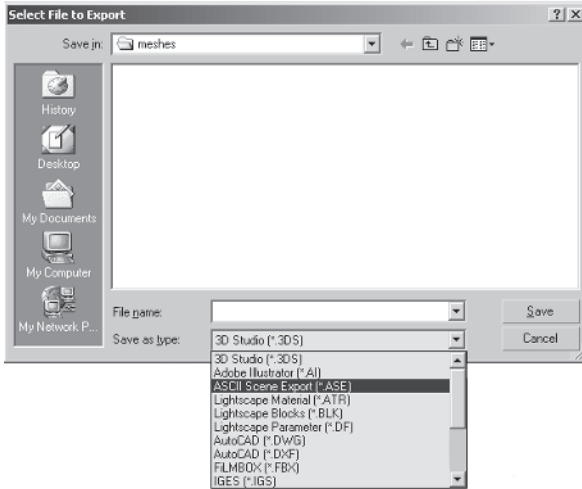 Select File to Export
Save in: meshes
History
Desktop
My Documents
My Computer
My Network P...
File name:
Save
Save as type: 3D Studio (*.3DS)
Cancel
3D Studio (*.3DS)
Adobe Illustrator (*.AI)
ASCII Scene Export (*.ASE)
Lightscape Material (*.ATR)
Lightscape Blocks (*.BLK)
Lightscape Parameter (*.DF)
AutoCAD (*.DWG)
AutoCAD (*.DXF)
FiLMBOX (*.FBX)
IGES (*.IGS)